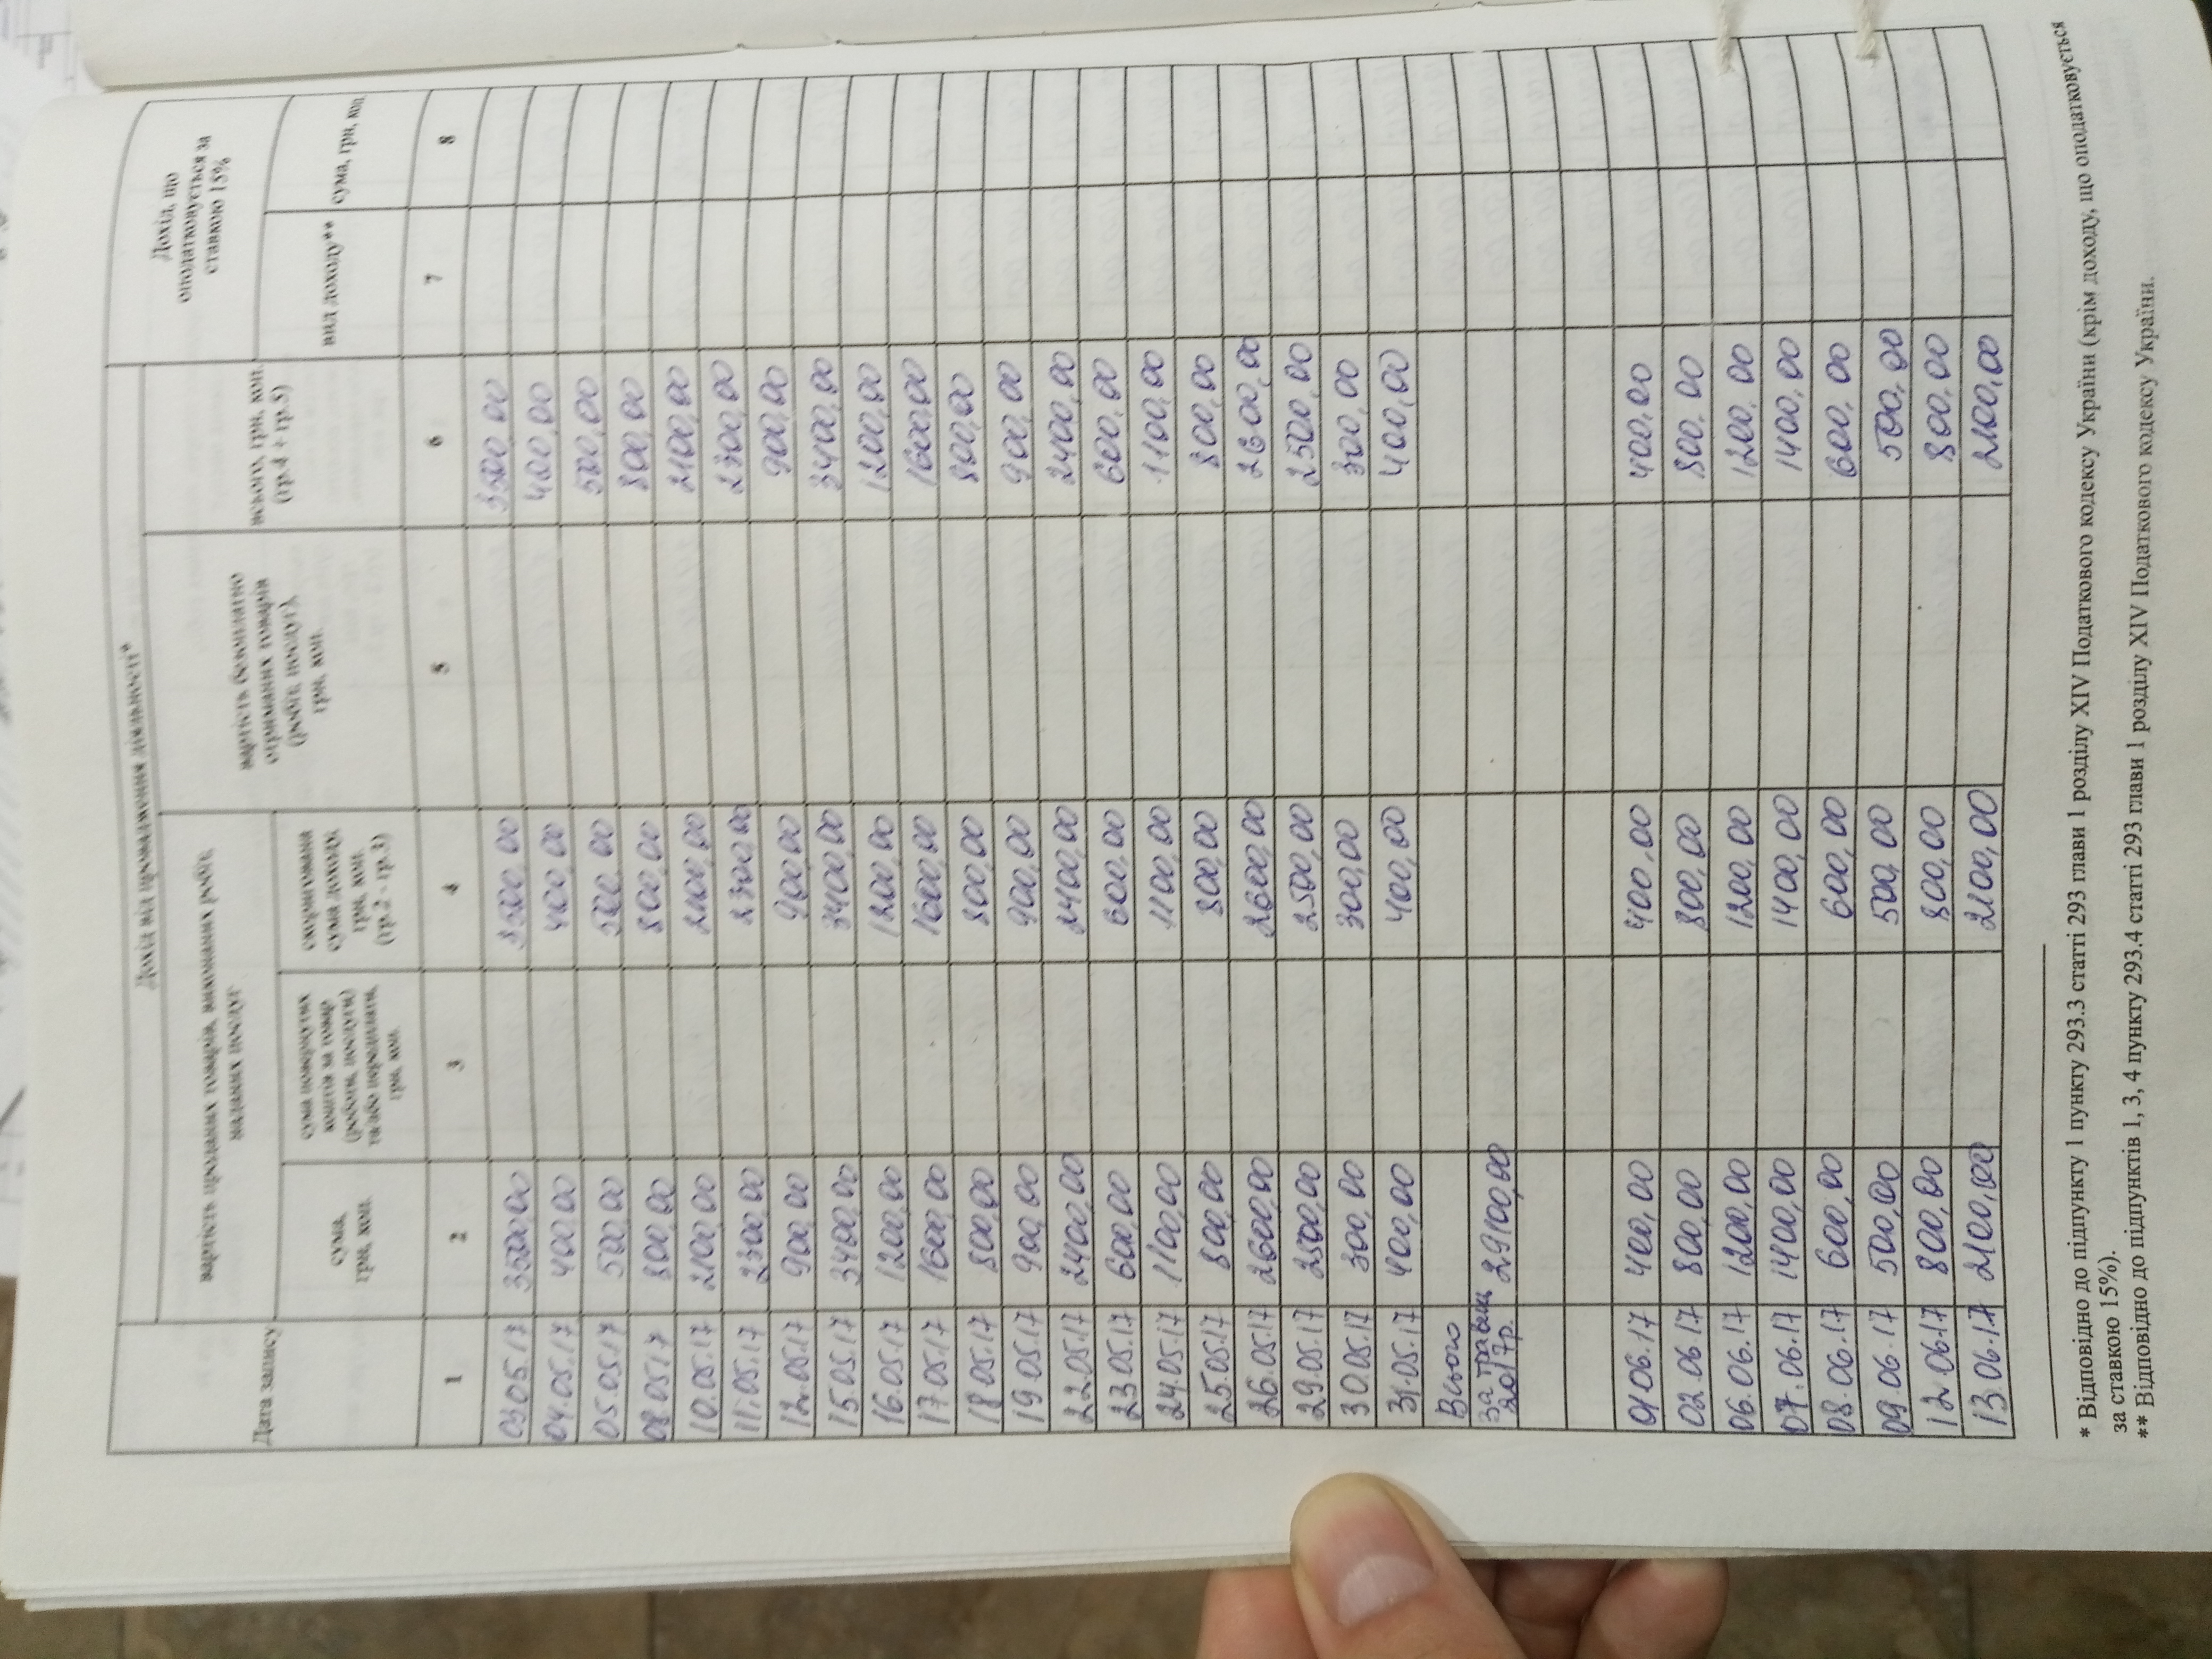 Дата запису
Дохід від провадження діяльності*
Дохід, що
оподатковується за
ставкою 15%
вартість проданих товарів, виконаних робіт,
наданих послуг
вартість безоплатно
отриманих товарів
(робіт, послуг),
грн, коп.
всього, грн, коп.
(гр.4 + гр.5)
вид доходу**
сума, грн, коп.
сума,
грн, коп.
сума повернутих
коштів за товар
(роботи, послуги)
та/або передплати,
грн, коп.
скоригована
сума доходу,
грн, коп.
(гр.2 - гр.3)
1 2 3 4 5 6 7 8
03.05.17 3500,00 3500,00 3500,00
04.05.17 400,00 400,00 400,00
05.05.17 500,00 500,00 500,00
08.05.17 800,00 800,00 800,00
10.05.17 2100,00 2100,00 2100,00
11.05.17 2300,00 2300,00 2300,00
12.05.17 900,00 900,00 900,00
15.05.17 3400,00 3400,00 3400,00
16.05.17 1200,00 1200,00 1200,00
17.05.17 1600,00 1600,00 1600,00
18.05.17 800,00 800,00 800,00
19.05.17 900,00 900,00 900,00
22.05.17 2400,00 2400,00 2400,00
23.05.17 600,00 600,00 600,00
24.05.17 1100,00 1100,00 1100,00
25.05.17 800,00 800,00 800,00
26.05.17 2600,00 2600,00 2600,00
29.05.17 2500,00 2500,00 2500,00
30.05.17 300,00 300,00 300,00
31.05.17 400,00 400,00 400,00
Всього
за травень 29100,00
2017р.
01.06.17 400,00 400,00 400,00
02.06.17 800,00 800,00 800,00
06.06.17 1200,00 1200,00 1200,00
07.06.17 1400,00 1400,00 1400,00
08.06.17 600,00 600,00 600,00
09.06.17 500,00 500,00 500,00
12.06.17 800,00 800,00 800,00
13.06.17 2100,00 2100,00 2100,00
* Відповідно до підпункту 1 пункту 293.3 статті 293 глави 1 розділу XIV Податкового кодексу України (крім доходу, що оподатковується
за ставкою 15%).
** Відповідно до підпунктів 1, 3, 4 пункту 293.4 статті 293 глави 1 розділу XIV Податкового кодексу України.